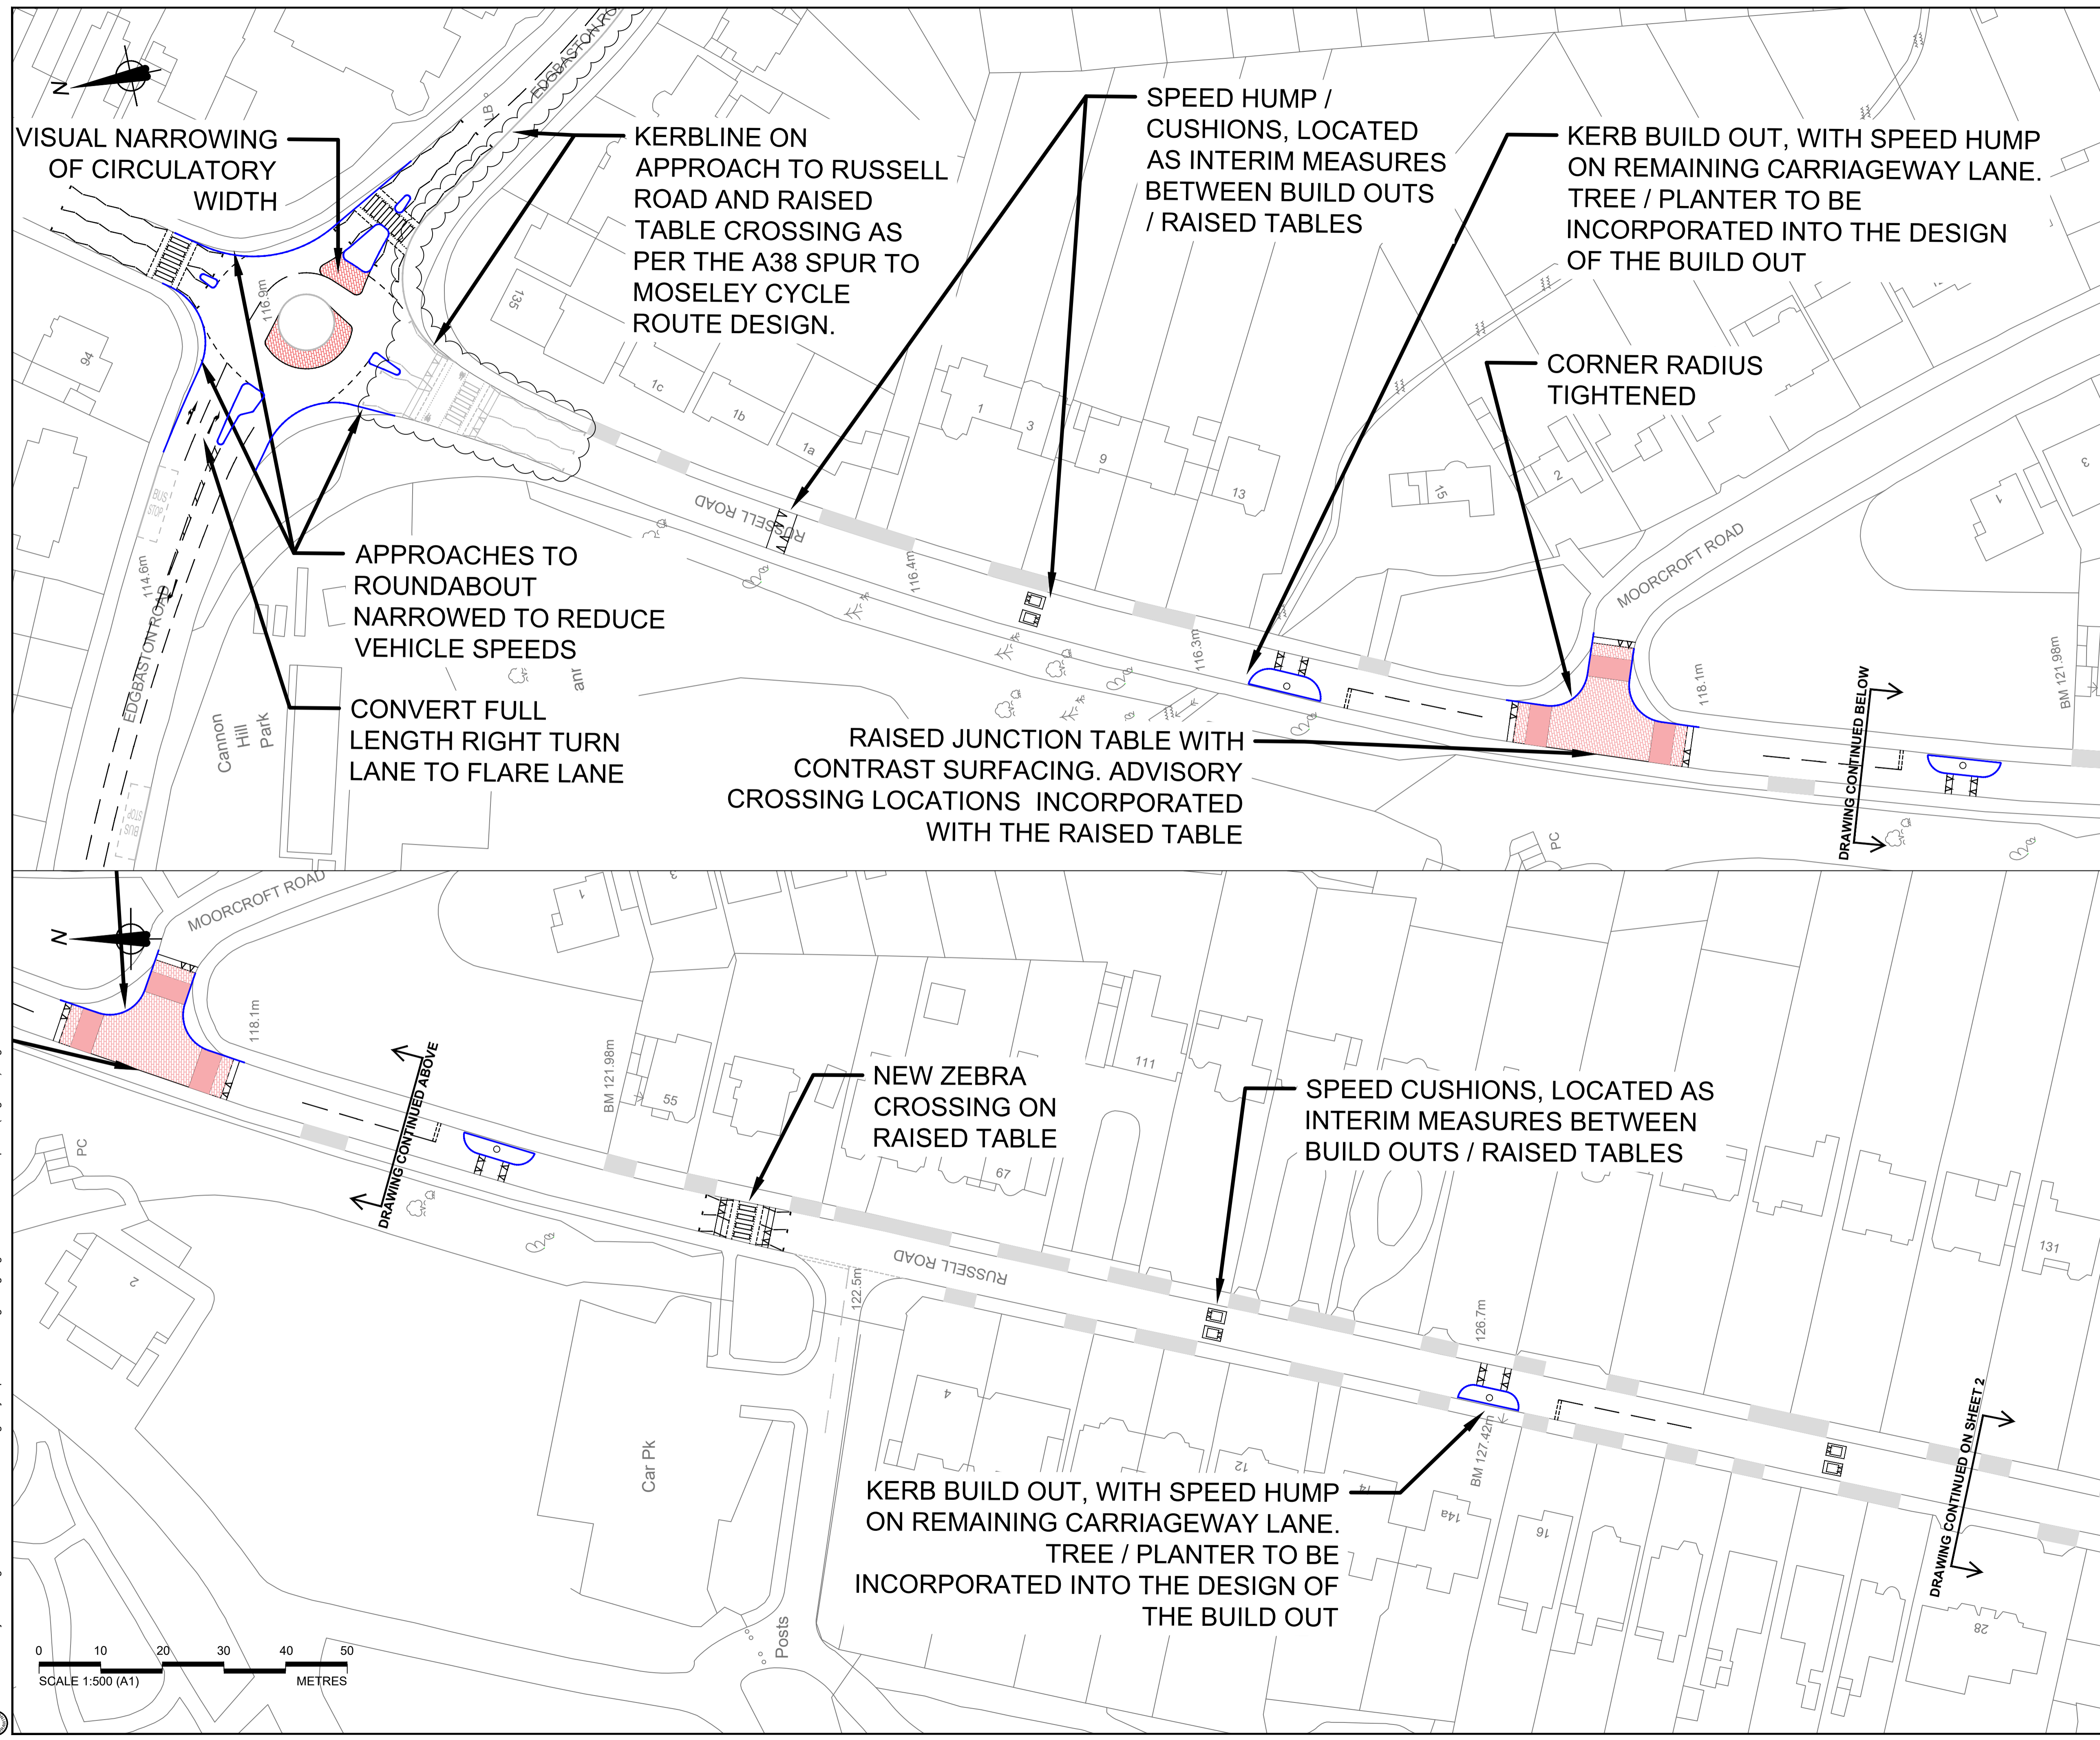 N
EDGBASTON RO
TB
VISUAL NARROWING
OF CIRCULATORY
WIDTH
KERBLINE ON
APPROACH TO RUSSELL
ROAD AND RAISED
TABLE CROSSING AS
PER THE A38 SPUR TO
MOSELEY CYCLE
ROUTE DESIGN.
SPEED HUMP /
CUSHIONS, LOCATED
AS INTERIM MEASURES
BETWEEN BUILD OUTS
/ RAISED TABLES
KERB BUILD OUT, WITH SPEED HUMP
ON REMAINING CARRIAGEWAY LANE.
TREE / PLANTER TO BE
INCORPORATED INTO THE DESIGN
OF THE BUILD OUT
CORNER RADIUS
TIGHTENED
116.9m
94
135
1c
1b
1a
1
3
9
13
15
2
1
3
RUSSELL ROAD
116.4m
116.3m
MOORCROFT ROAD
118.1m
BM 121.98m
BUS
STOP
114.6m
EDGBASTON ROAD
BUS
STOP
APPROACHES TO
ROUNDABOUT
NARROWED TO REDUCE
VEHICLE SPEEDS
CONVERT FULL
LENGTH RIGHT TURN
LANE TO FLARE LANE
Cannon
Hill
Park
anr
RAISED JUNCTION TABLE WITH
CONTRAST SURFACING. ADVISORY
CROSSING LOCATIONS INCORPORATED
WITH THE RAISED TABLE
DRAWING CONTINUED BELOW
PC
N
MOORCROFT ROAD
1
3
118.1m
DRAWING CONTINUED ABOVE
PC
2
BM 121.98m
55
NEW ZEBRA
CROSSING ON
RAISED TABLE
67
111
SPEED CUSHIONS, LOCATED AS
INTERIM MEASURES BETWEEN
BUILD OUTS / RAISED TABLES
131
RUSSELL ROAD
122.5m
126.7m
BM 127.42m
4
12
14
14a
16
28
Car Pk
Posts
KERB BUILD OUT, WITH SPEED HUMP
ON REMAINING CARRIAGEWAY LANE.
TREE / PLANTER TO BE
INCORPORATED INTO THE DESIGN OF
THE BUILD OUT
DRAWING CONTINUED ON SHEET 2
0 10 20 30 40 50
SCALE 1:500 (A1) METRES